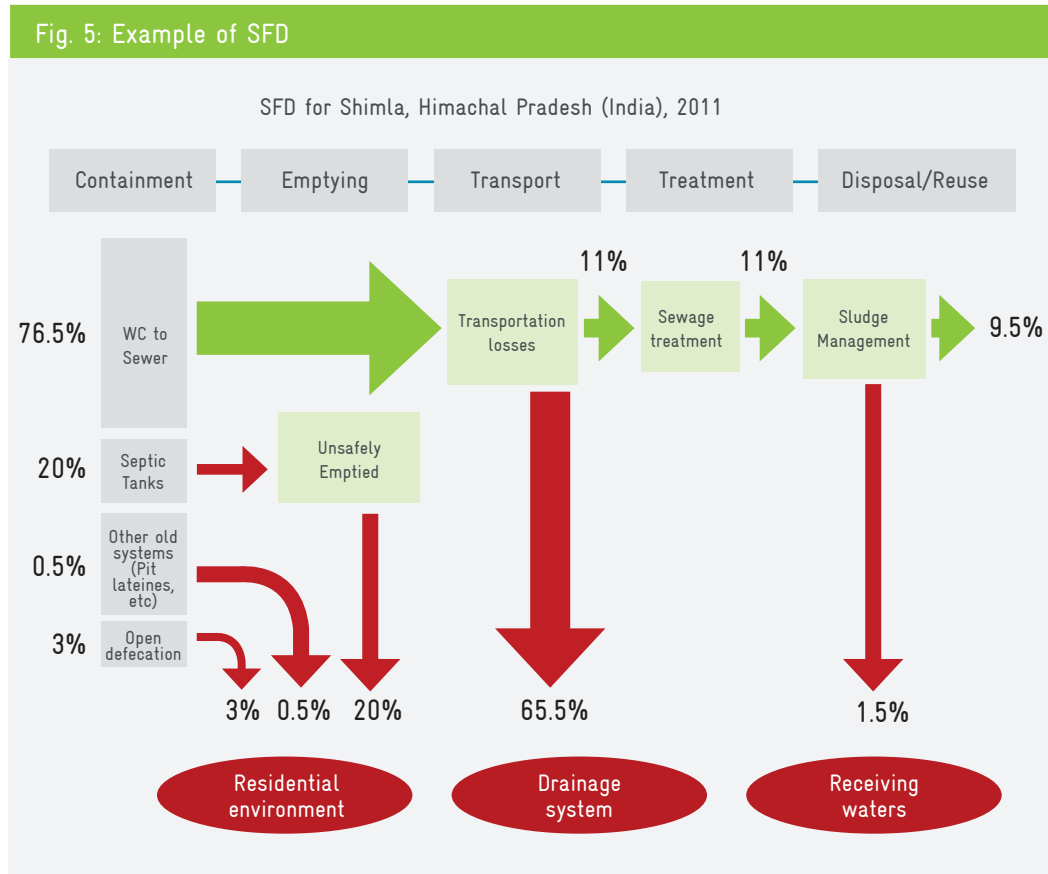 Fig. 5: Example of SFD
SFD for Shimla, Himachal Pradesh (India), 2011
Containment
Emptying
Transport
Treatment
Disposal/Reuse
76.5%
WC to
Sewer
Transportation
losses
11%
Sewage
treatment
11%
Sludge
Management
9.5%
20%
Septic
Tanks
Unsafely
Emptied
0.5%
Other old
systems
(Pit
lateines,
etc)
3%
Open
defecation
3%
0.5%
20%
65.5%
1.5%
Residential
environment
Drainage
system
Receiving
waters